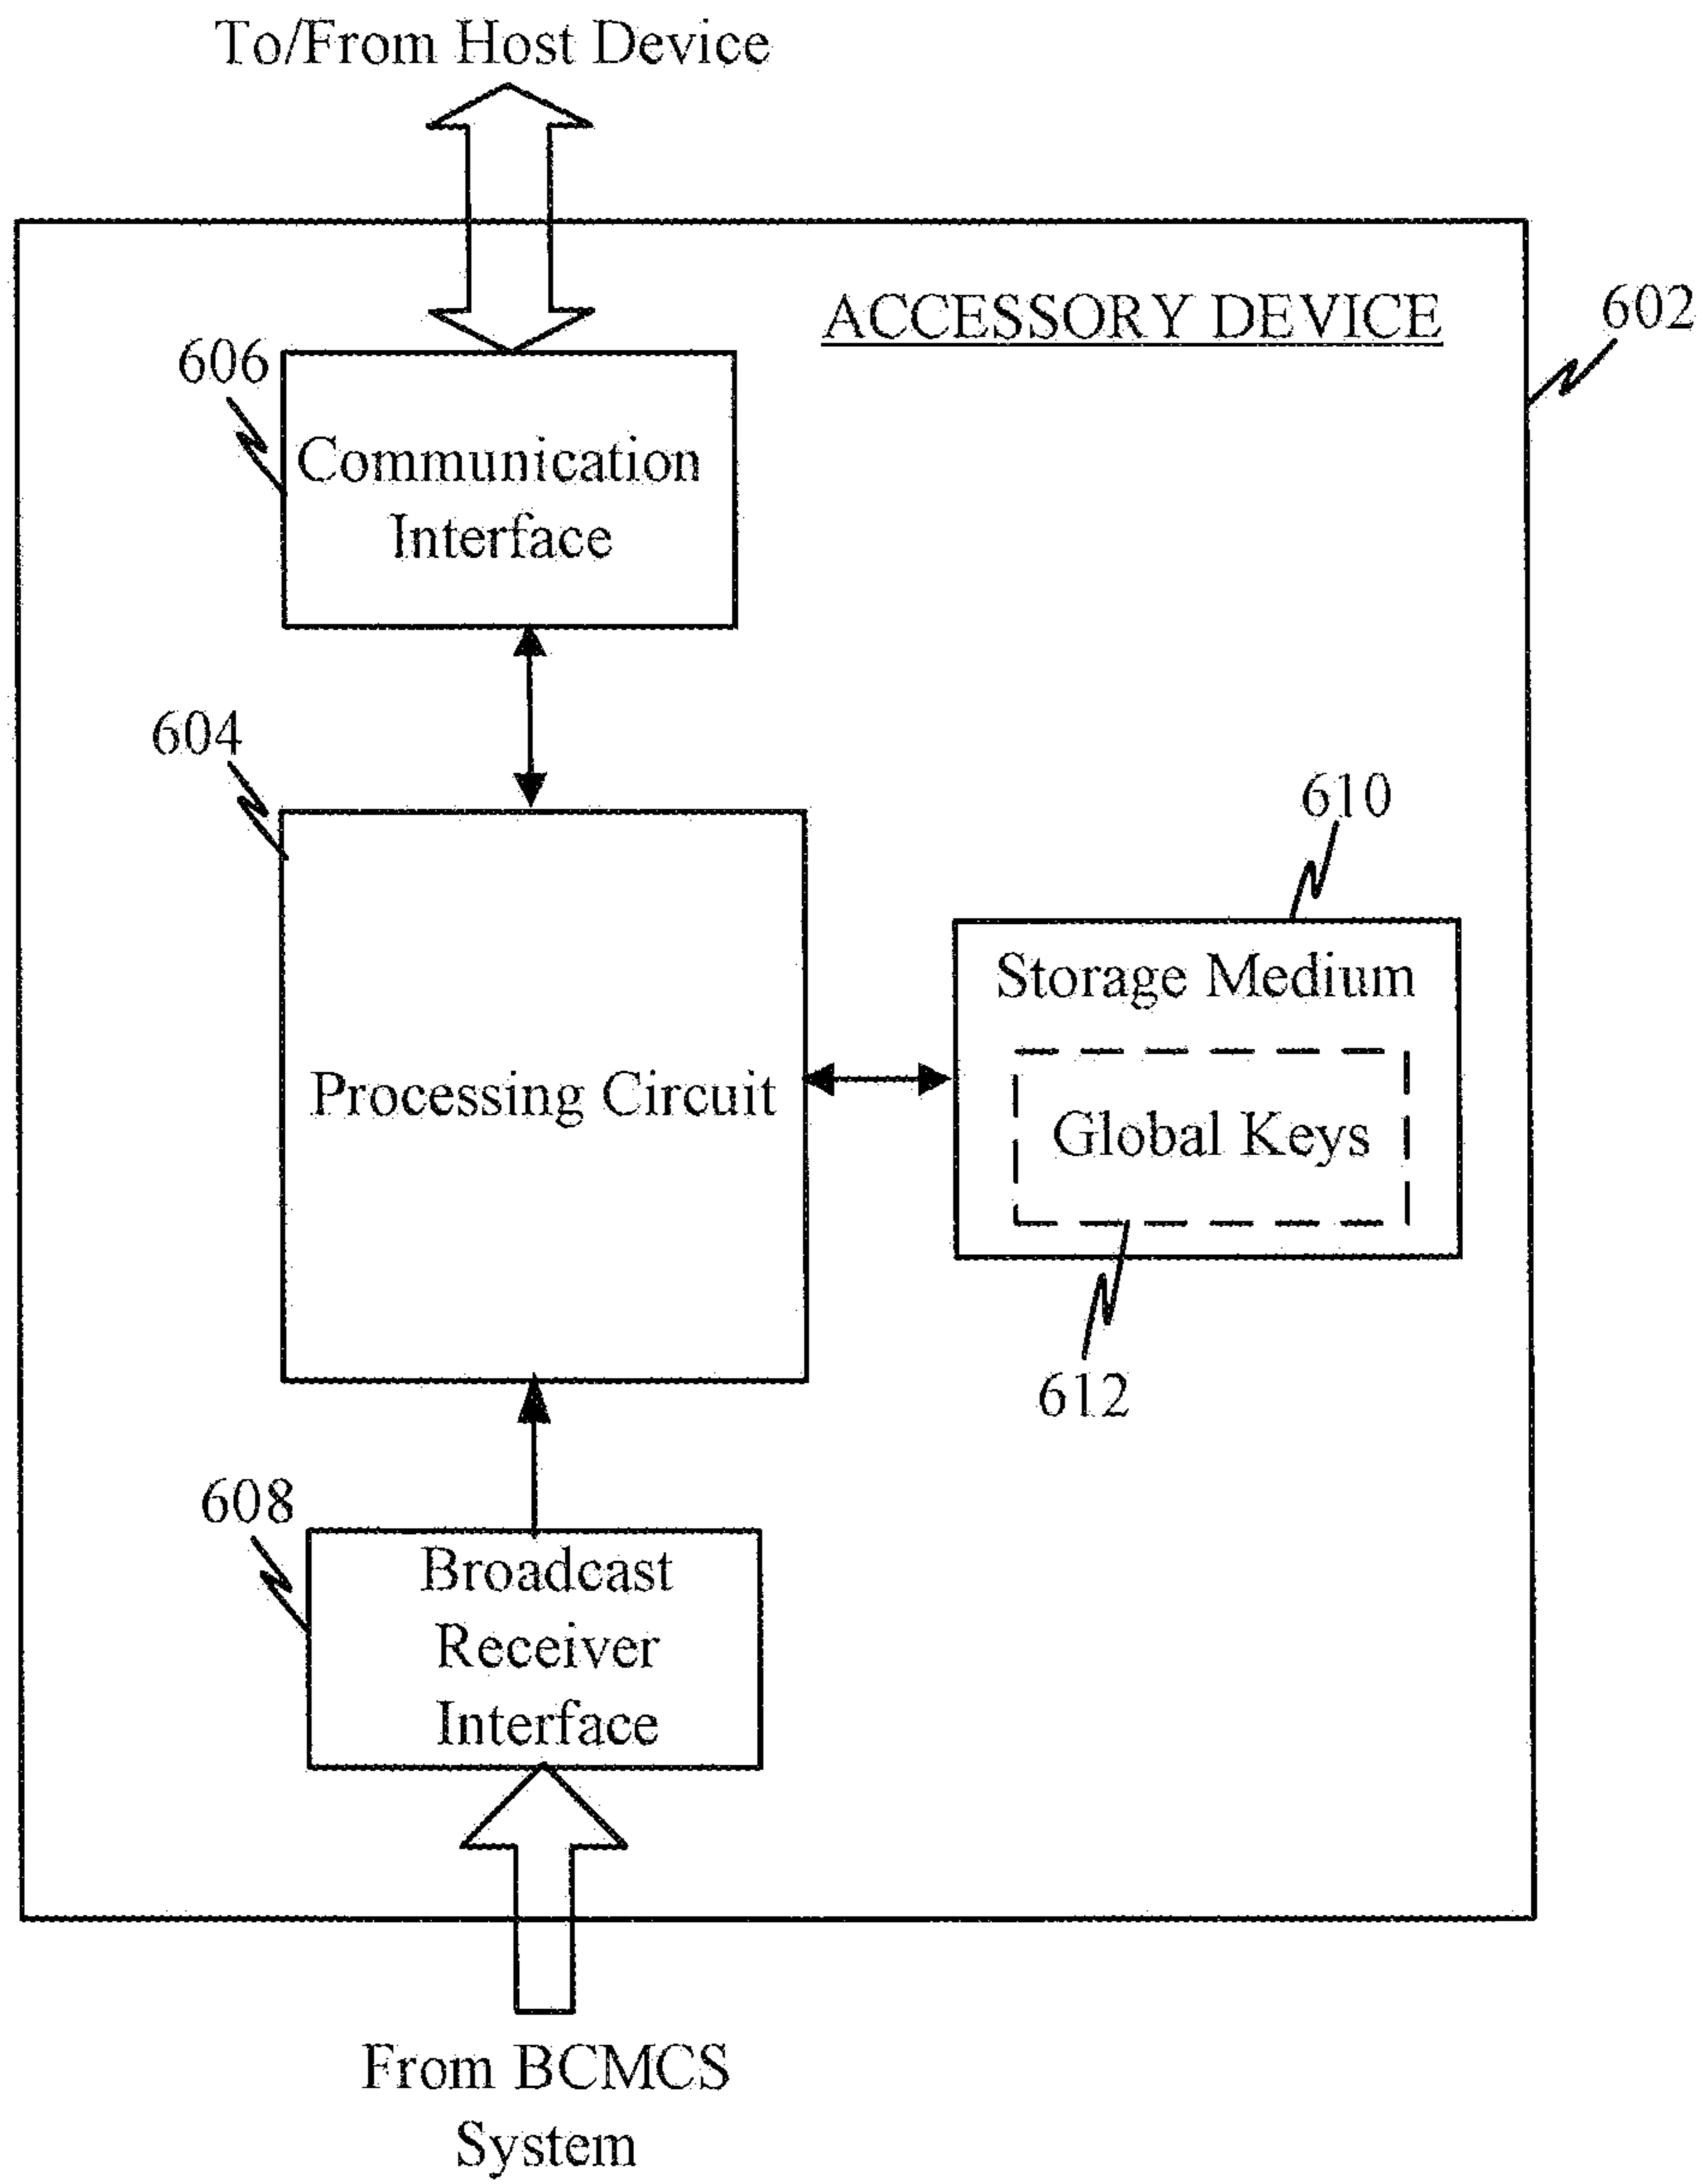 To/From Host Device
ACCESSORY DEVICE
602
606
Communication
Interface
604
610
Storage Medium
Processing Circuit
Global Keys
612
608
Broadcast
Receiver
Interface
From BCMCS
System